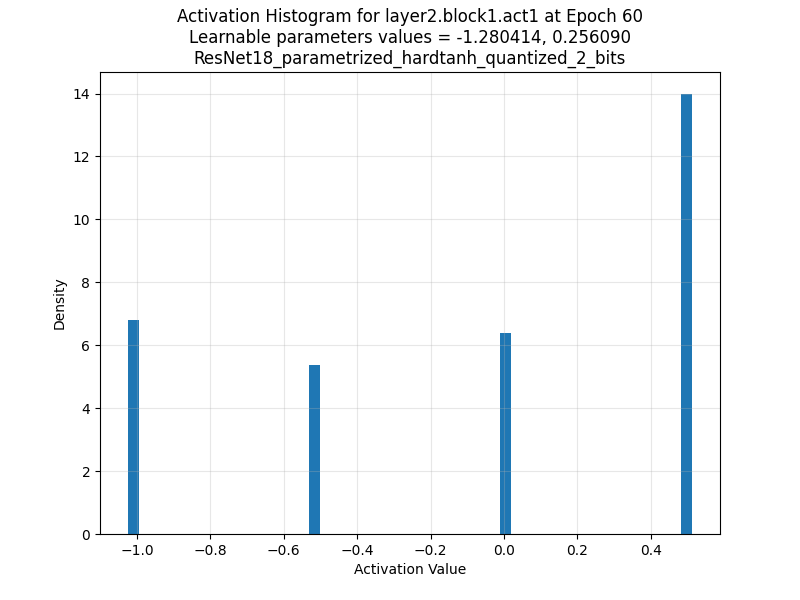 Activation Histogram for layer2.block1.act1 at Epoch 60
Learnable parameters values = -1.280414, 0.256090
ResNet18_parametrized_hardtanh_quantized_2_bits
14
12
10
8
6
4
2
0
Density
−1.0 −0.8 −0.6 −0.4 −0.2 0.0 0.2 0.4
Activation Value